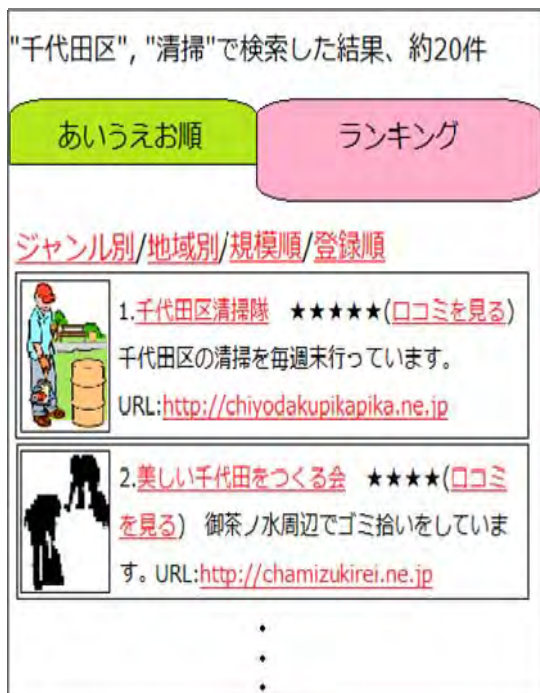 "千代田区", "清掃"で検索した結果、約20件
あいうえお順
ランキング
ジャンル別/地域別/規模順/登録順
1.千代田区清掃隊　★★★★★(口コミを見る)
千代田区の清掃を毎週末行っています。
URL:http://chiyodakupikapika.ne.jp
2.美しい千代田をつくる会　★★★★(口コミ
を見る)　御茶ノ水周辺でゴミ拾いをしていま
す。URL:http://chamizukirei.ne.jp